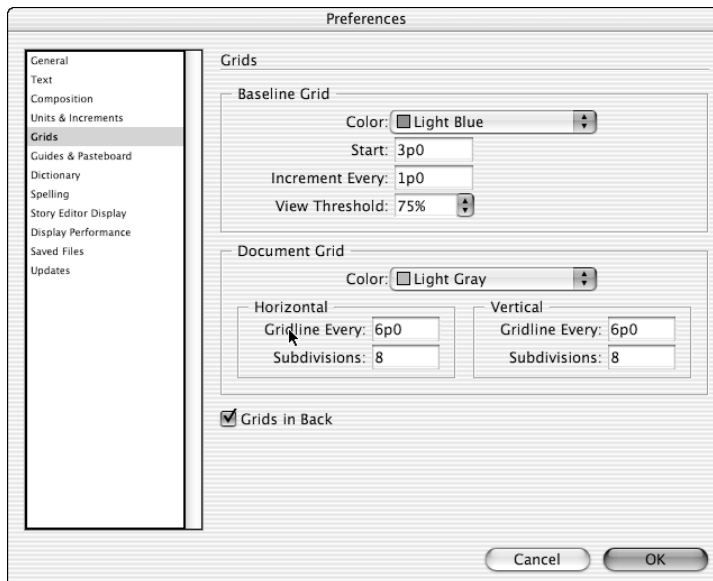 Preferences
General
Text
Composition
Units & Increments
Grids
Guides & Pasteboard
Dictionary
Spelling
Story Editor Display
Display Performance
Saved Files
Updates
Grids
Baseline Grid
Color: Light Blue
Start: 3p0
Increment Every: 1p0
View Threshold: 75%
Document Grid
Color: Light Gray
Horizontal
Gridline Every: 6p0
Subdivisions: 8
Vertical
Gridline Every: 6p0
Subdivisions: 8
Grids in Back
Cancel
OK